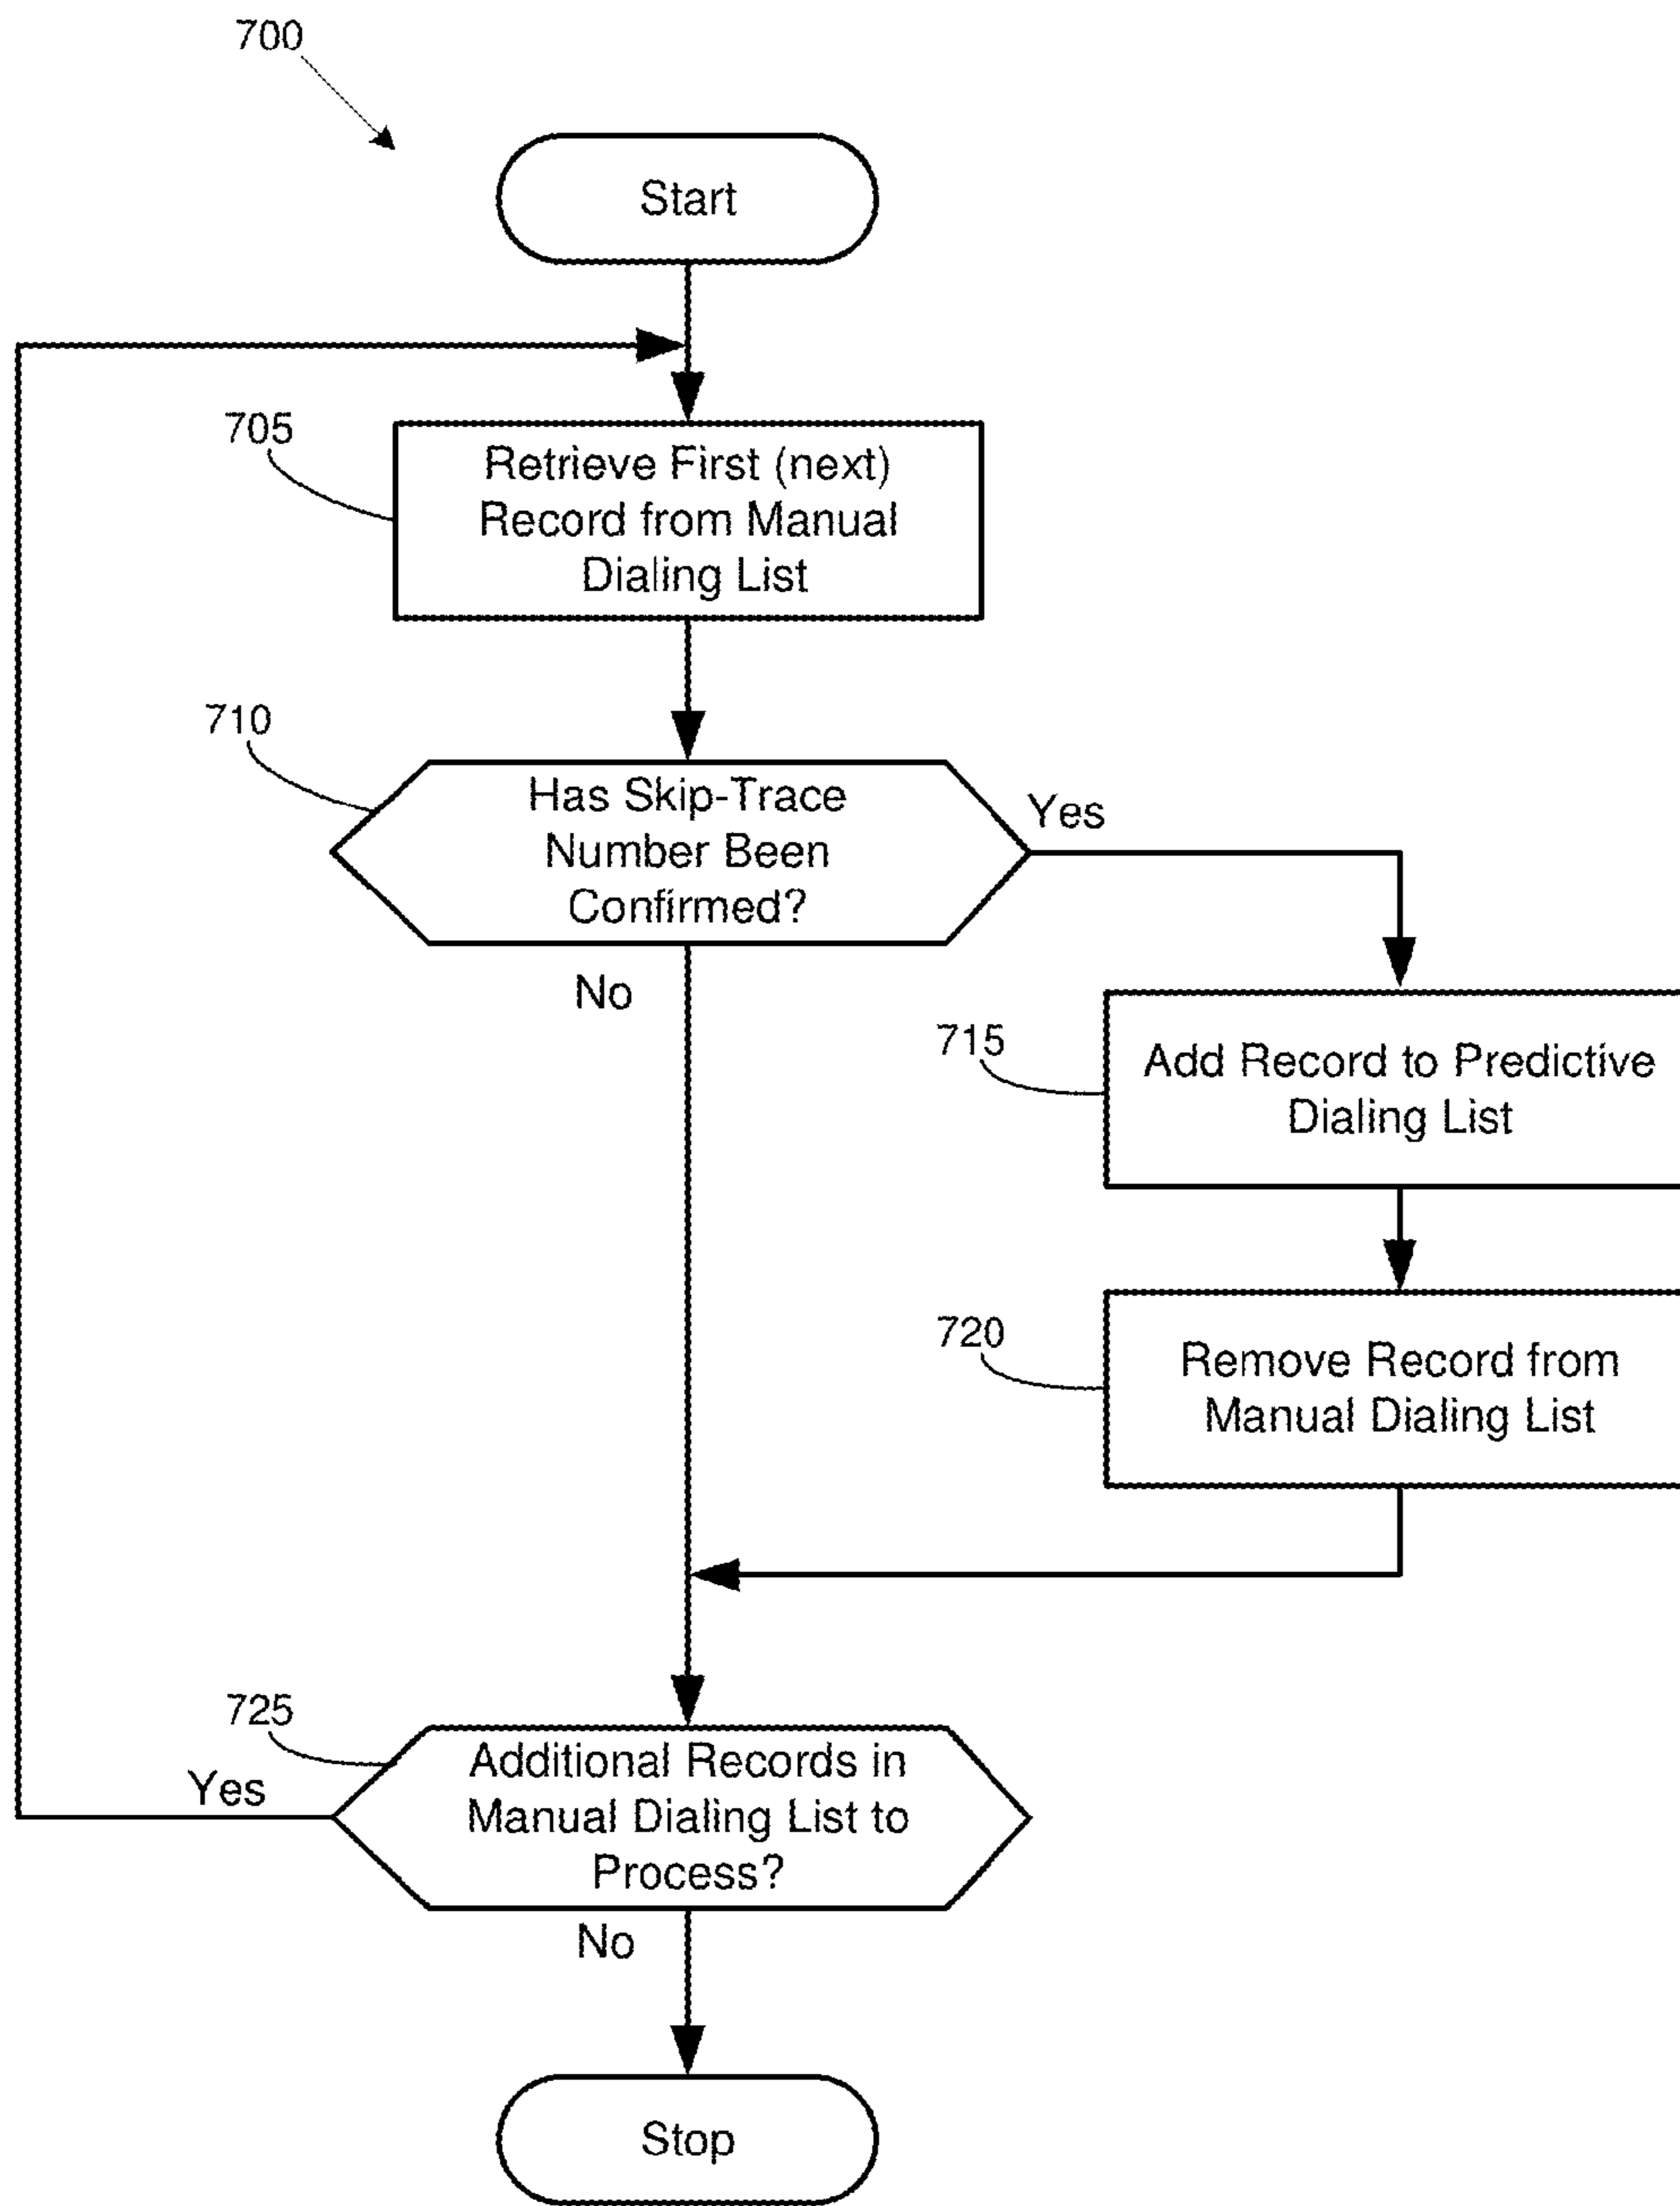 700
Start
705
Retrieve First (next)
Record from Manual
Dialing List
710
Has Skip-Trace
Number Been
Confirmed?
Yes
No
715
Add Record to Predictive
Dialing List
720
Remove Record from
Manual Dialing List
725
Yes
Additional Records in
Manual Dialing List to
Process?
No
Stop